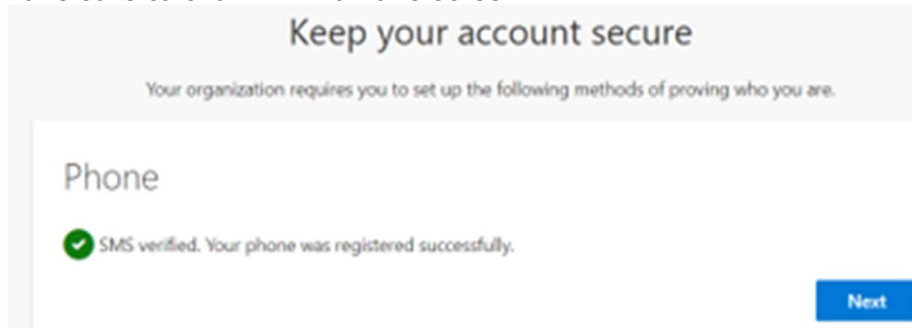 Keep your account secure
Your organization requires you to set up the following methods of proving who you are.
Phone
SMS verified. Your phone was registered successfully.
Next